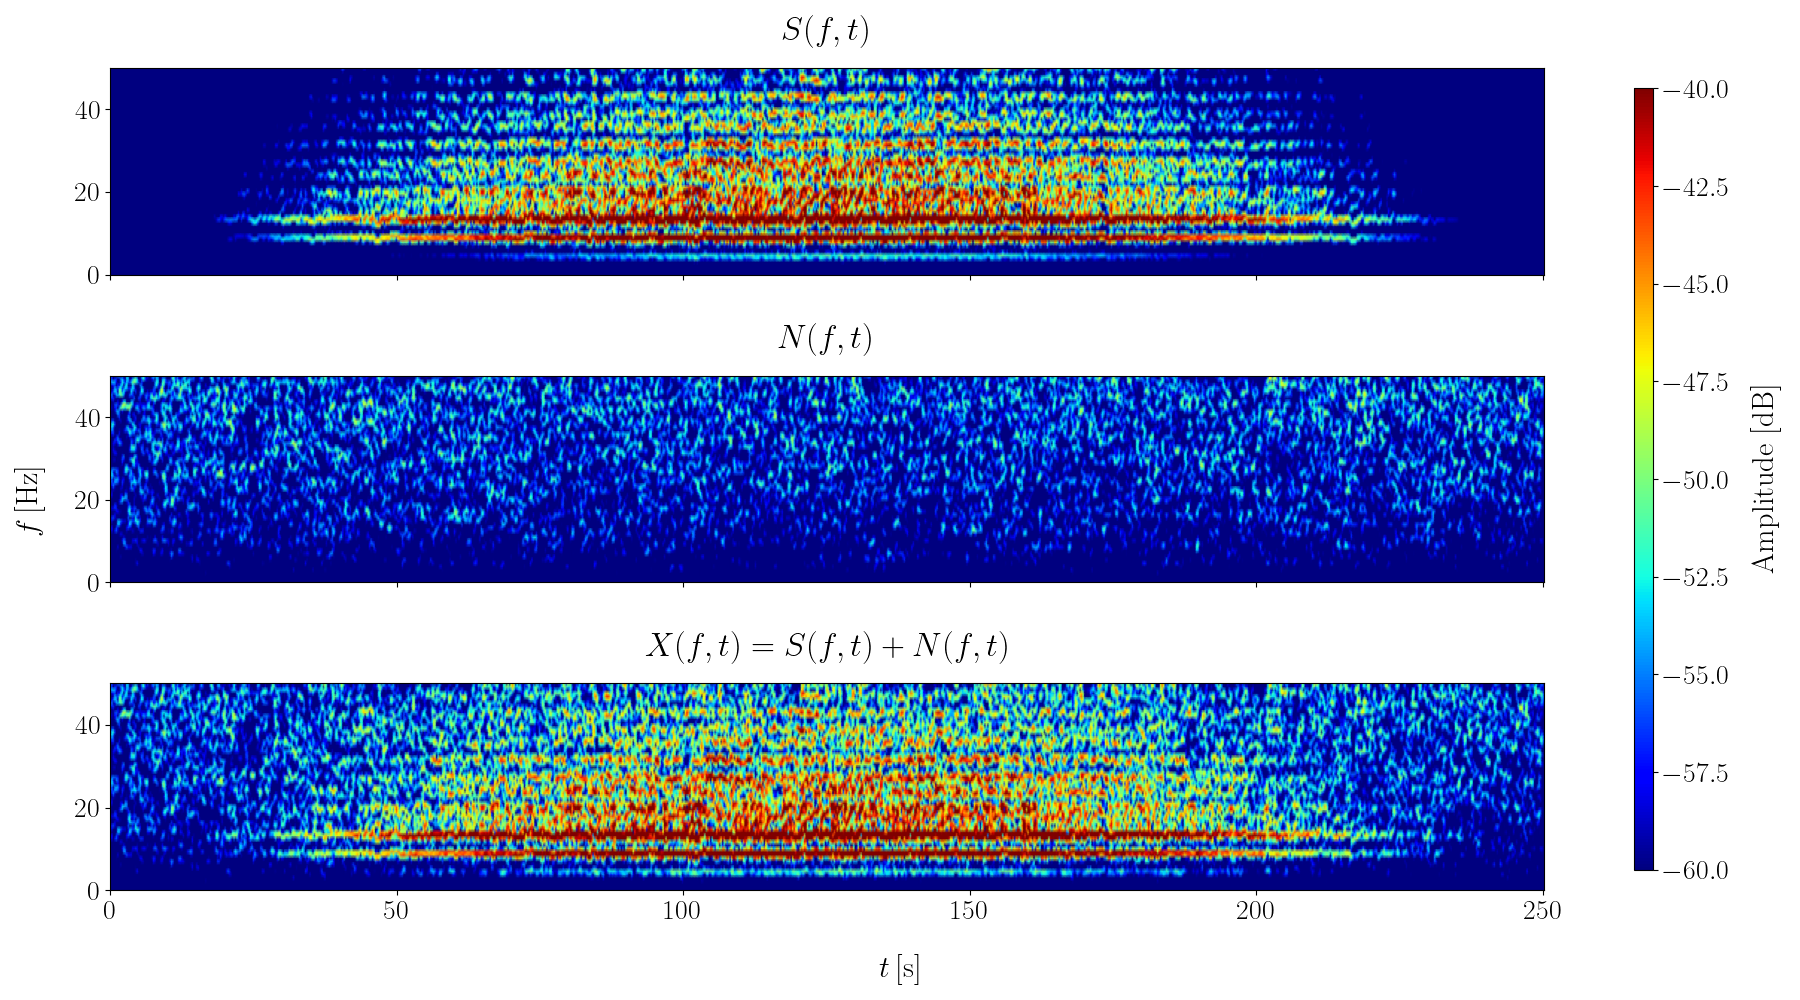 S(f, t)
40
20
0
N(f, t)
40
20
0
f [Hz]
X(f, t) = S(f, t) + N(f, t)
40
20
0
0 50 100 150 200 250
t [s]
−40.0
−42.5
−45.0
−47.5
−50.0
−52.5
−55.0
−57.5
−60.0
Amplitude [dB]